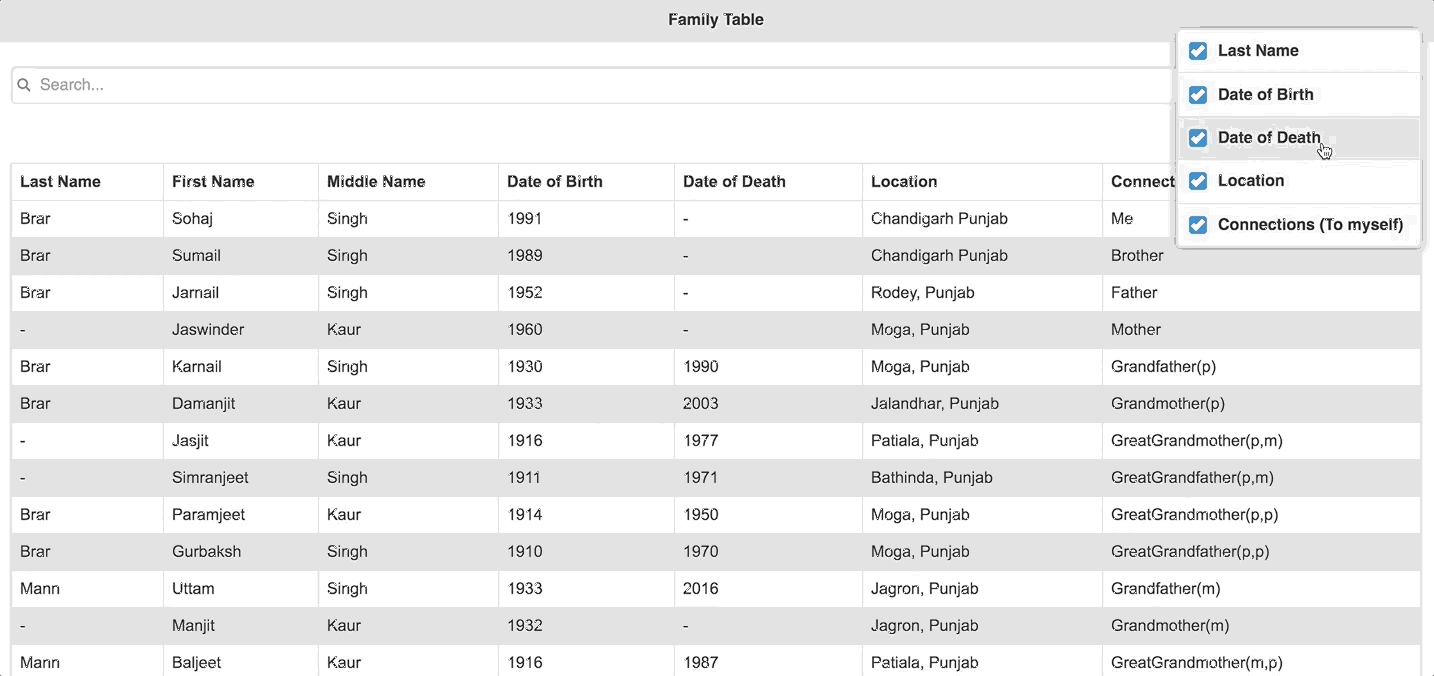 Family Table
Last Name
Search...
Date of Birth
Date of Death
Location
Connections (To myself)
Last Name First Name Middle Name Date of Birth Date of Death Location Connect
Brar Sohaj Singh 1991 - Chandigarh Punjab Me
Brar Sumail Singh 1989 - Chandigarh Punjab Brother
Brar Jarnail Singh 1952 - Rodey, Punjab Father
- Jaswinder Kaur 1960 - Moga, Punjab Mother
Brar Karnail Singh 1930 1990 Moga, Punjab Grandfather(p)
Brar Damanjit Kaur 1933 2003 Jalandhar, Punjab Grandmother(p)
- Jasjit Kaur 1916 1977 Patiala, Punjab GreatGrandmother(p,m)
- Simranjeet Singh 1911 1971 Bathinda, Punjab GreatGrandfather(p,m)
Brar Paramjeet Kaur 1914 1950 Moga, Punjab GreatGrandmother(p,p)
Brar Gurbaksh Singh 1910 1970 Moga, Punjab GreatGrandfather(p,p)
Mann Uttam Singh 1933 2016 Jagron, Punjab Grandfather(m)
- Manjit Kaur 1932 - Jagron, Punjab Grandmother(m)
Mann Baljeet Kaur 1916 1987 Patiala, Punjab GreatGrandmother(m,p)